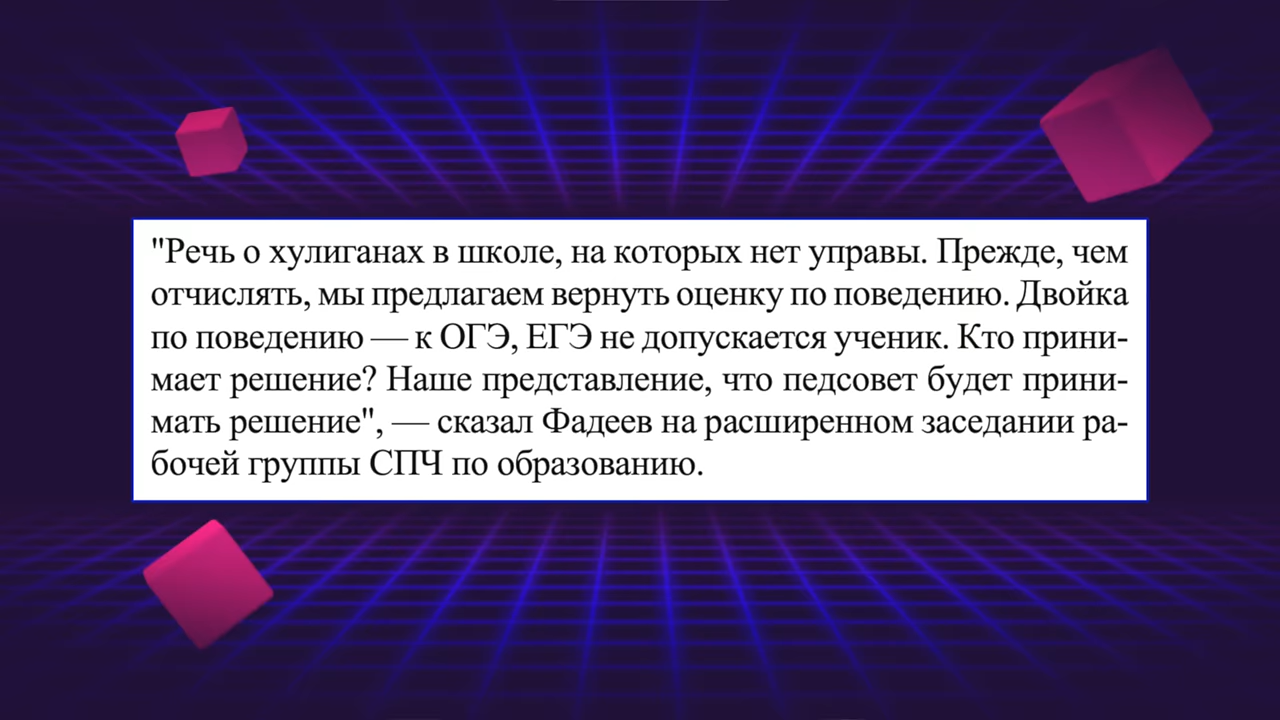 "Речь о хулиганах в школе, на которых нет управы. Прежде, чем
отчислять, мы предлагаем вернуть оценку по поведению. Двойка
по поведению — к ОГЭ, ЕГЭ не допускается ученик. Кто прини-
мает решение? Наше представление, что педсовет будет прини-
мать решение", — сказал Фадеев на расширенном заседании ра-
бочей группы СПЧ по образованию.